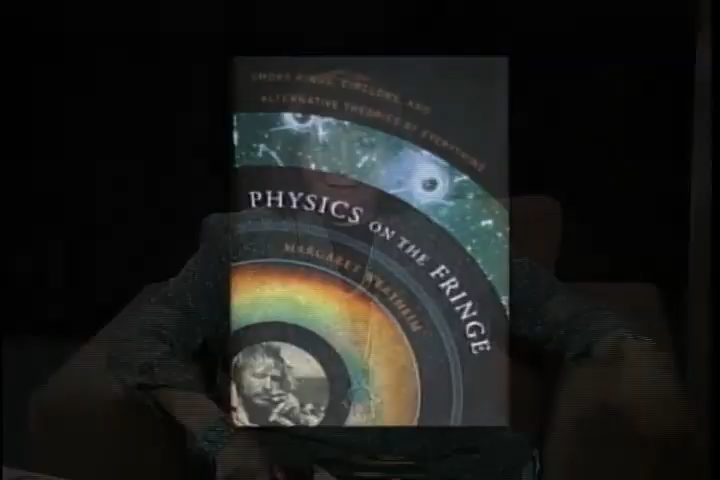 SMOKE RINGS, CIRCLONS, AND
ALTERNATIVE THEORIES OF EVERYTHING
PHYSICS ON THE FRINGE
MARGARET WERTHEIM